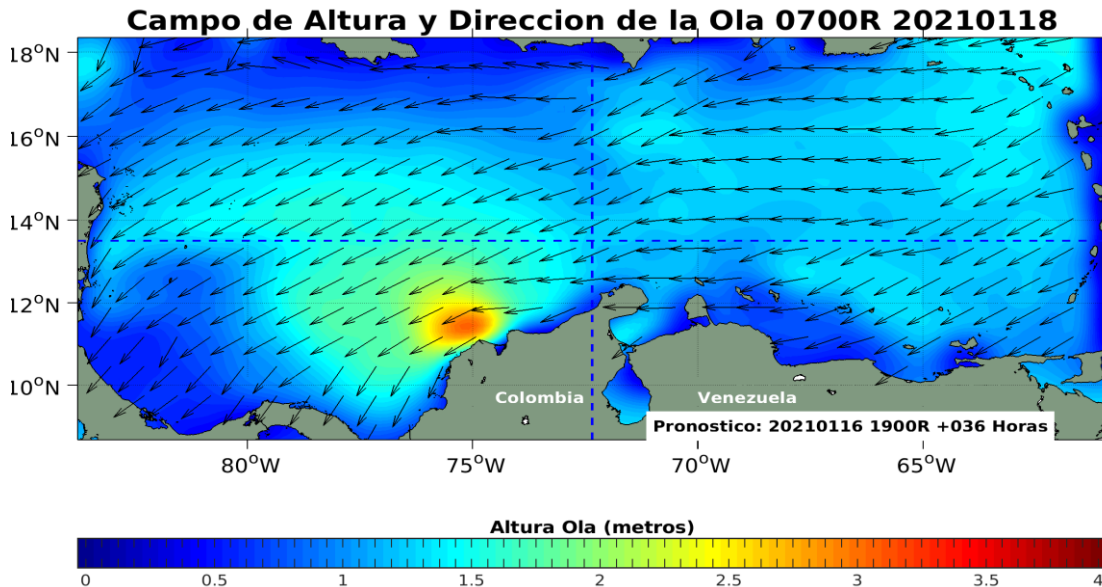 Campo de Altura y Direccion de la Ola 0700R 20210118
18°N
16°N
14°N
12°N
10°N
Colombia
Venezuela
Pronostico: 20210116 1900R +036 Horas
80°W
75°W
70°W
65°W
Altura Ola (metros)
0 0.5 1 1.5 2 2.5 3 3.5 4